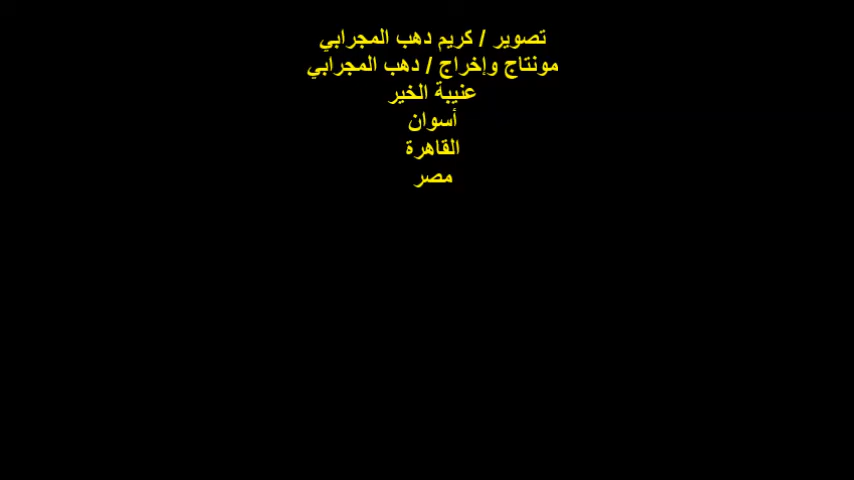 تصوير / كريم دهب المجرابي
مونتاج وإخراج / دهب المجرابي
عنيبة الخير
أسوان
القاهرة
مصر